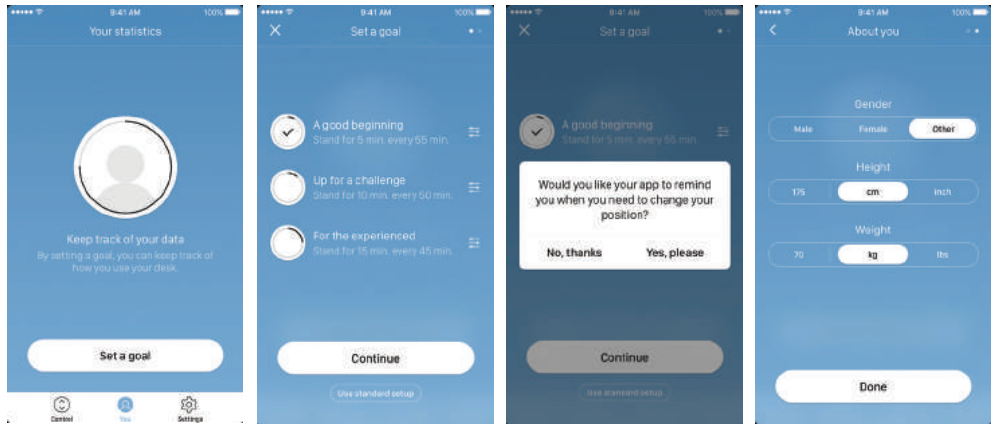 9:41 AM 100%
Your statistics
Keep track of your data
By setting a goal, you can keep track of
how you use your desk.
Set a goal
Control You Settings
9:41 AM 100%
Set a goal
A good beginning
Stand for 5 min. every 55 min.
Up for a challenge
Stand for 10 min. every 50 min.
For the experienced
Stand for 15 min. every 45 min.
Continue
Use standard setup
9:41 AM 100%
Set a goal
A good beginning
Stand for 5 min. every 55 min.
Would you like your app to remind
you when you need to change your
position?
No, thanks Yes, please
Continue
Use standard setup
9:41 AM 100%
About you
Gender
Male Female Other
Height
175 cm inch
Weight
70 kg lbs
Done